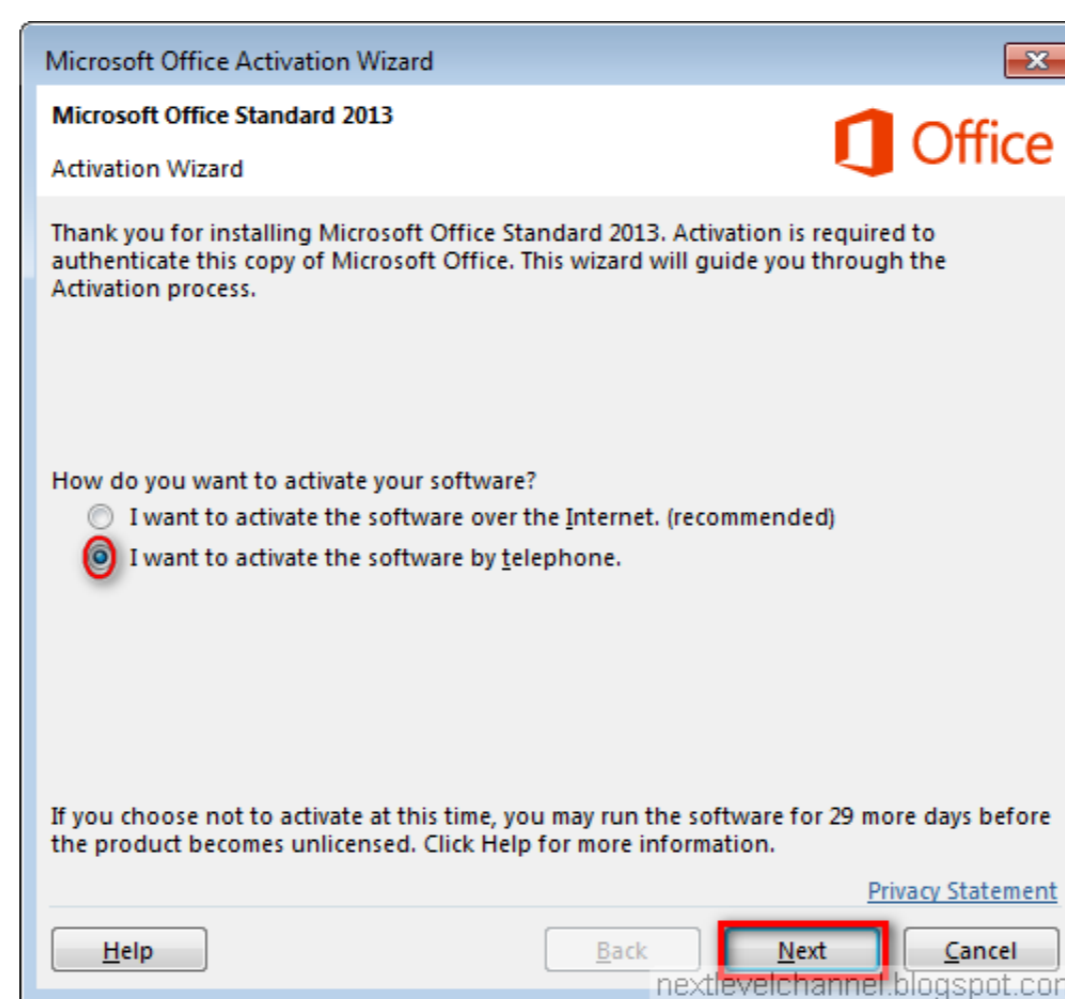 Microsoft Office Activation Wizard
Microsoft Office Standard 2013
Office
Activation Wizard
Thank you for installing Microsoft Office Standard 2013. Activation is required to
authenticate this copy of Microsoft Office. This wizard will guide you through the
Activation process.
How do you want to activate your software?
I want to activate the software over the Internet. (recommended)
I want to activate the software by telephone.
If you choose not to activate at this time, you may run the software for 29 more days before
the product becomes unlicensed. Click Help for more information.
Privacy Statement
Help Back Next Cancel
nextlevelchannel.blogspot.com